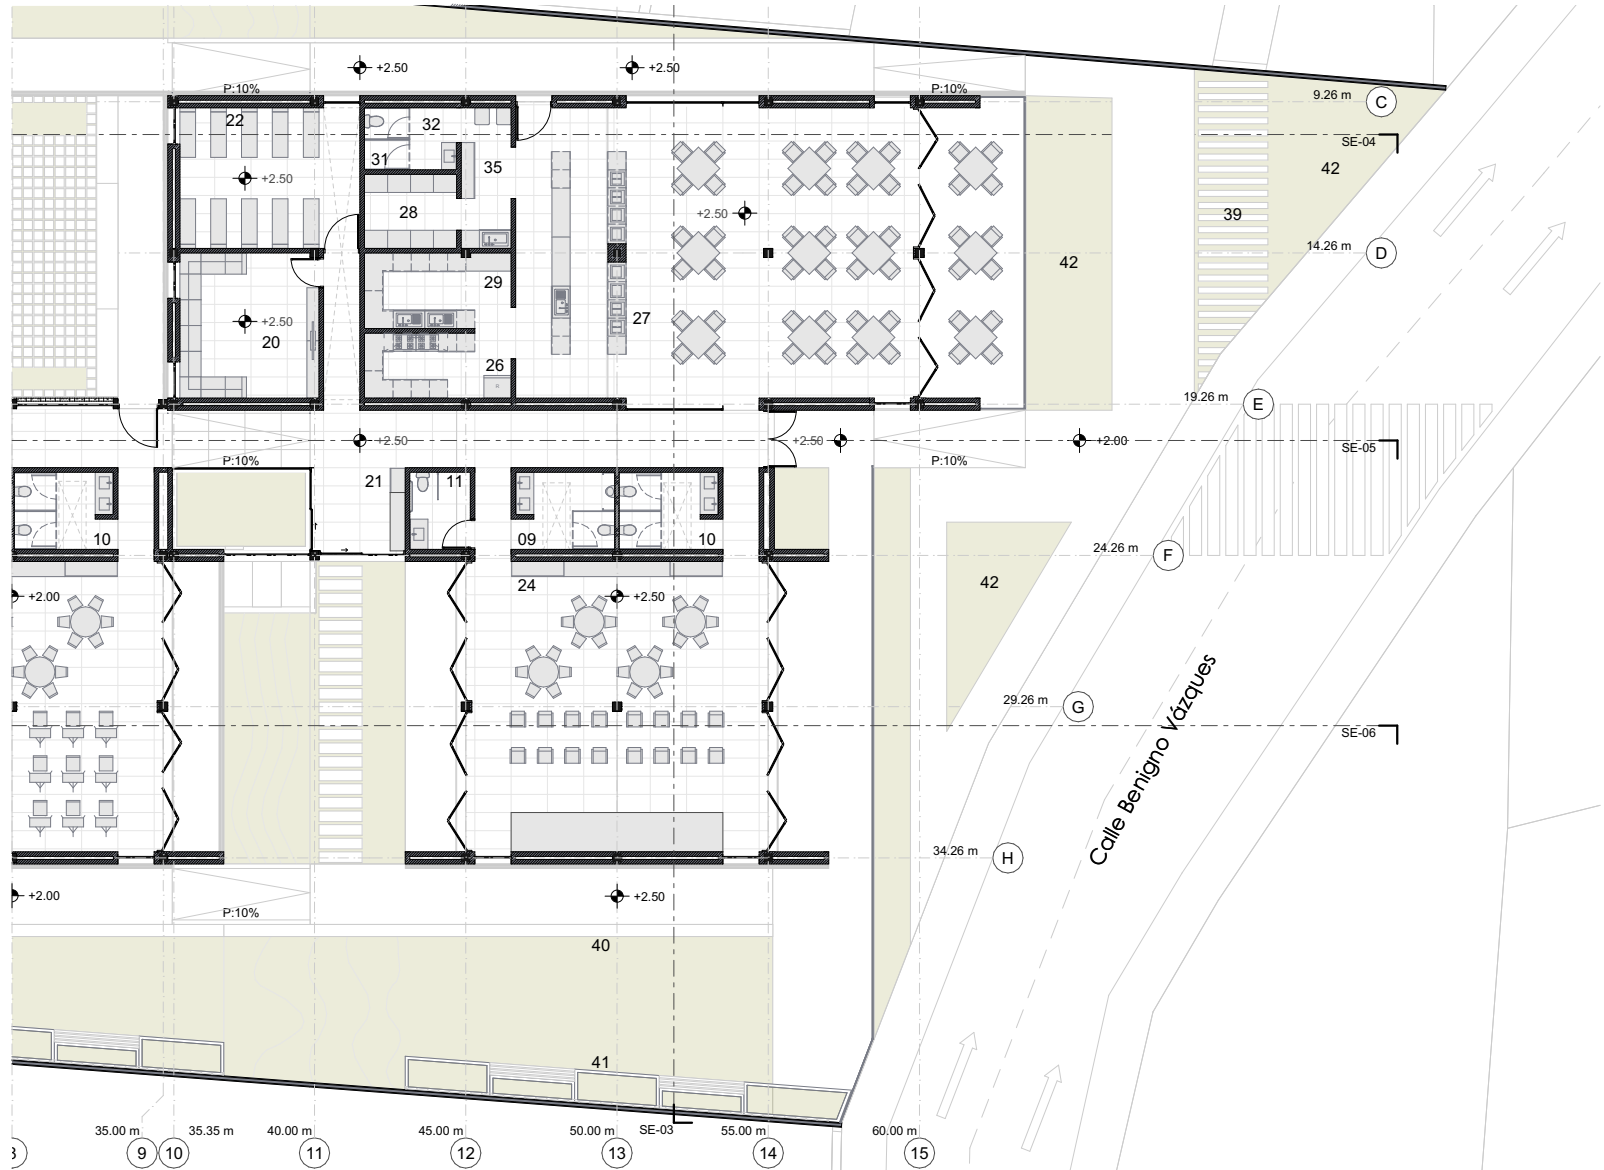 +2.50
+2.50
P:10%
P:10%
9.26 m
C
22
32
SE-04
31
35
42
+2.50
28
+2.50
39
14.26 m
D
42
29
+2.50
27
20
26
19.26 m
E
+2.50
+2.50
+2.00
SE-05
P:10%
P:10%
21
11
10
09
10
24.26 m
F
24
42
+2.00
+2.50
29.26 m
G
SE-06
Calle Benigno Vázques
34.26 m
H
+2.00
+2.50
P:10%
40
41
35.00 m
35.35 m
40.00 m
45.00 m
50.00 m
SE-03
55.00 m
60.00 m
9
10
11
12
13
14
15